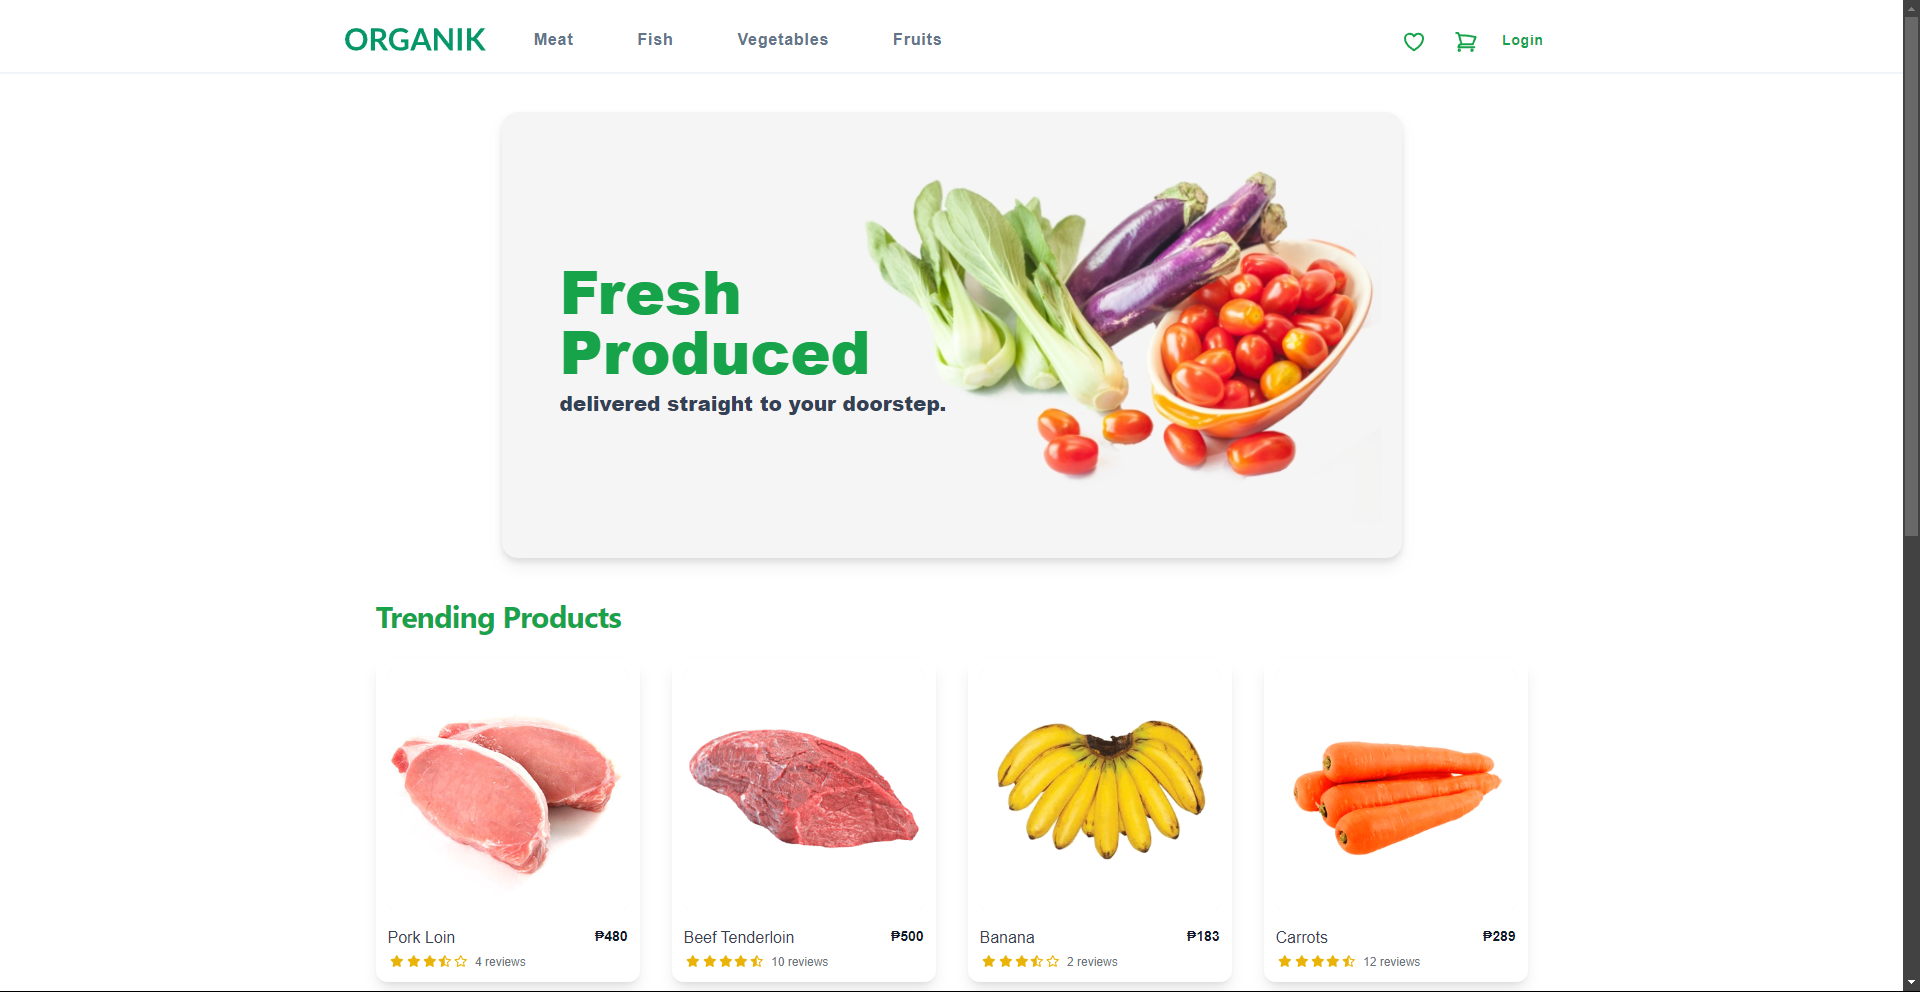 ORGANIK Meat Fish Vegetables Fruits Login
Fresh
Produced
delivered straight to your doorstep.
Trending Products
Pork Loin ₱480
4 reviews
Beef Tenderloin ₱500
10 reviews
Banana ₱183
2 reviews
Carrots ₱289
12 reviews